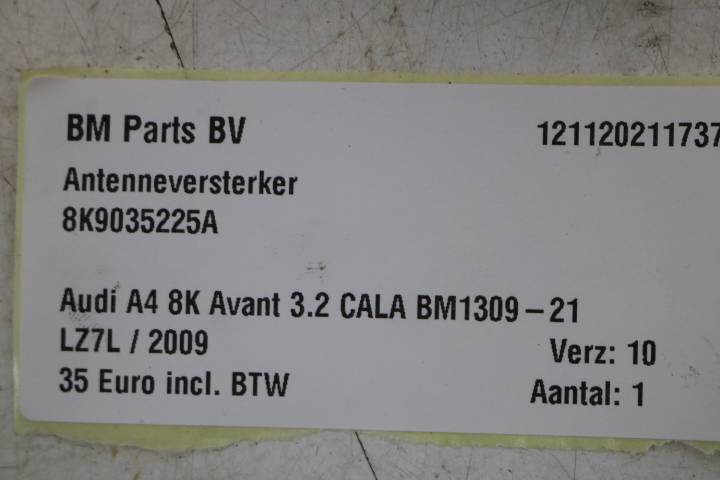 BM Parts BV 121120211737
Antenneversterker
8K9035225A
Audi A4 8K Avant 3.2 CALA BM1309-21
LZ7L / 2009 Verz: 10
35 Euro incl. BTW Aantal: 1